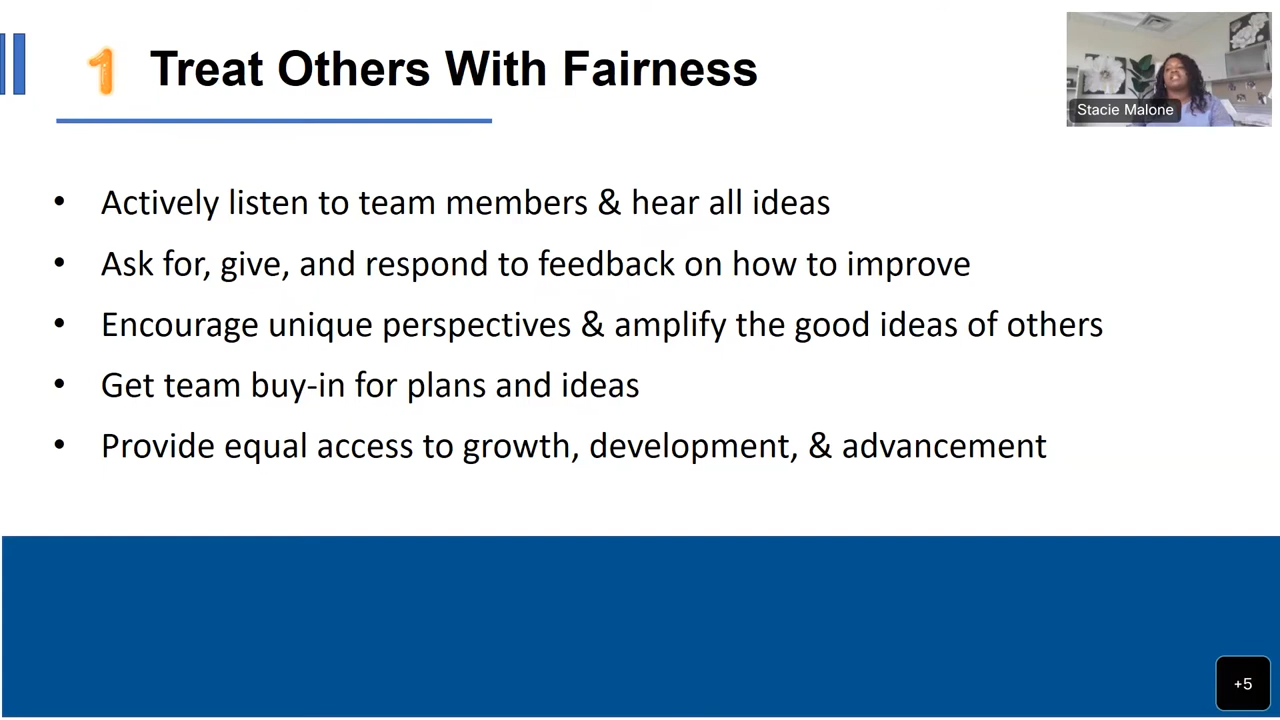 1 Treat Others With Fairness
Stacie Malone
• Actively listen to team members & hear all ideas
• Ask for, give, and respond to feedback on how to improve
• Encourage unique perspectives & amplify the good ideas of others
• Get team buy-in for plans and ideas
• Provide equal access to growth, development, & advancement
+5